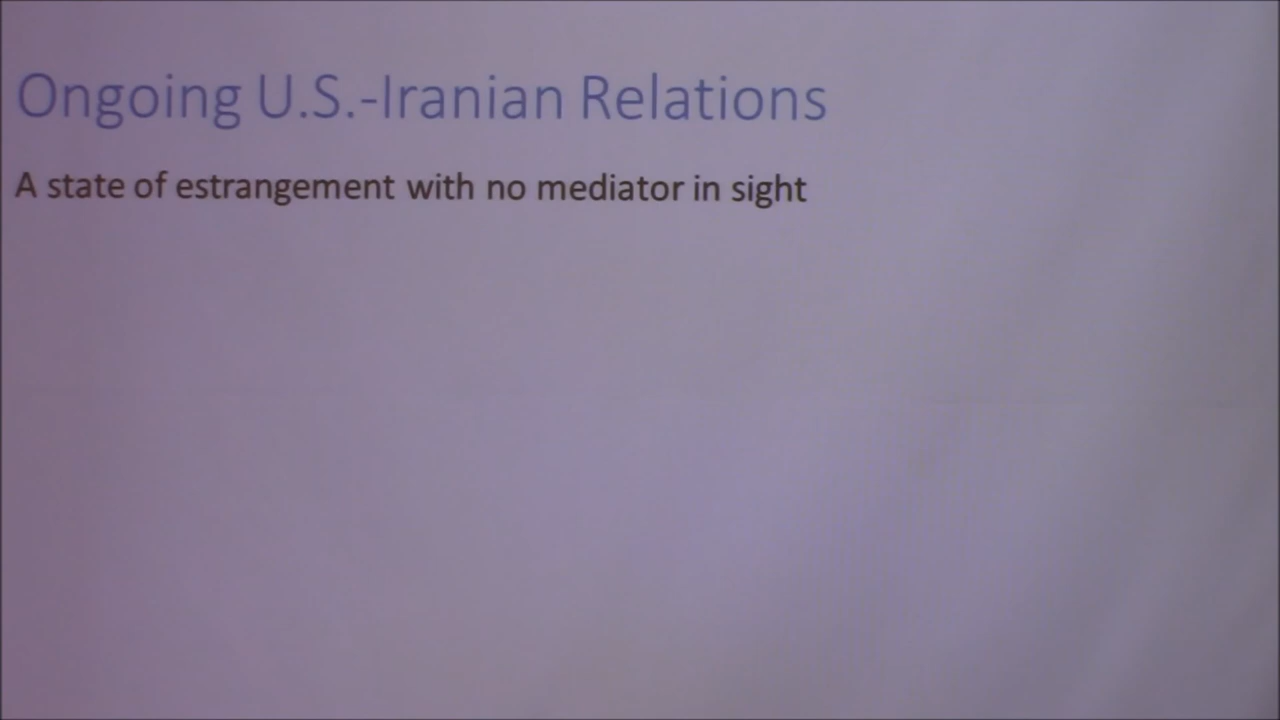 Ongoing U.S.-Iranian Relations
A state of estrangement with no mediator in sight